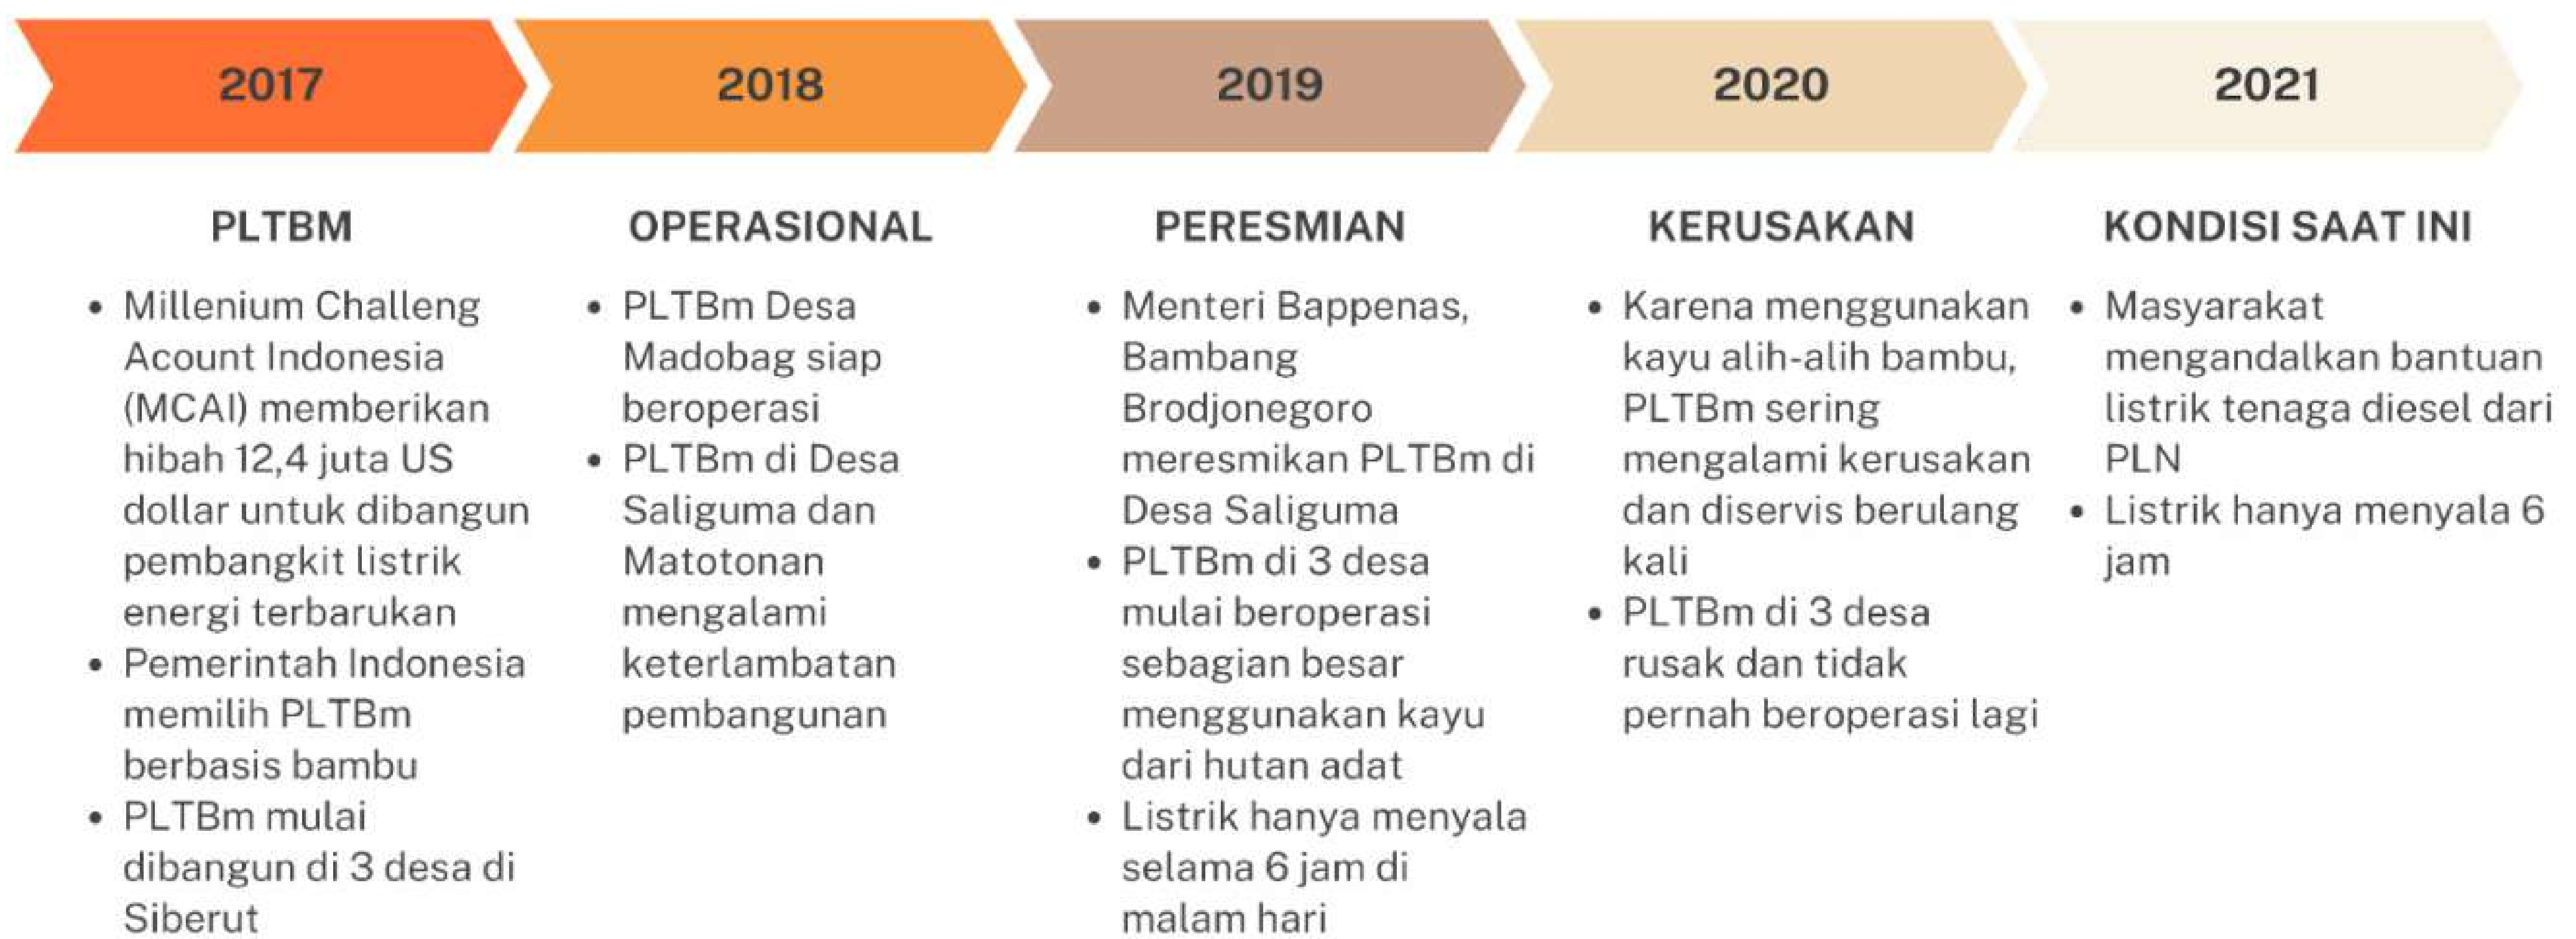 2017
2018
2019
2020
2021
PLTBM
Millenium Challeng
Acount Indonesia
(MCAI) memberikan
hibah 12,4 juta US
dollar untuk dibangun
pembangkit listrik
energi terbarukan
Pemerintah Indonesia
memilih PLTBm
berbasis bambu
PLTBm mulai
dibangun di 3 desa di
Siberut
OPERASIONAL
PLTBm Desa
Madobag siap
beroperasi
PLTBm di Desa
Saliguma dan
Matotonan
mengalami
keterlambatan
pembangunan
PERESMIAN
Menteri Bappenas,
Bambang
Brodjonegoro
meresmikan PLTBm di
Desa Saliguma
PLTBm di 3 desa
mulai beroperasi
sebagian besar
menggunakan kayu
dari hutan adat
Listrik hanya menyala
selama 6 jam di
malam hari
KERUSAKAN
Karena menggunakan
kayu alih-alih bambu,
PLTBm sering
mengalami kerusakan
dan diservis berulang
kali
PLTBm di 3 desa
rusak dan tidak
pernah beroperasi lagi
KONDISI SAAT INI
Masyarakat
mengandalkan bantuan
listrik tenaga diesel dari
PLN
Listrik hanya menyala 6
jam